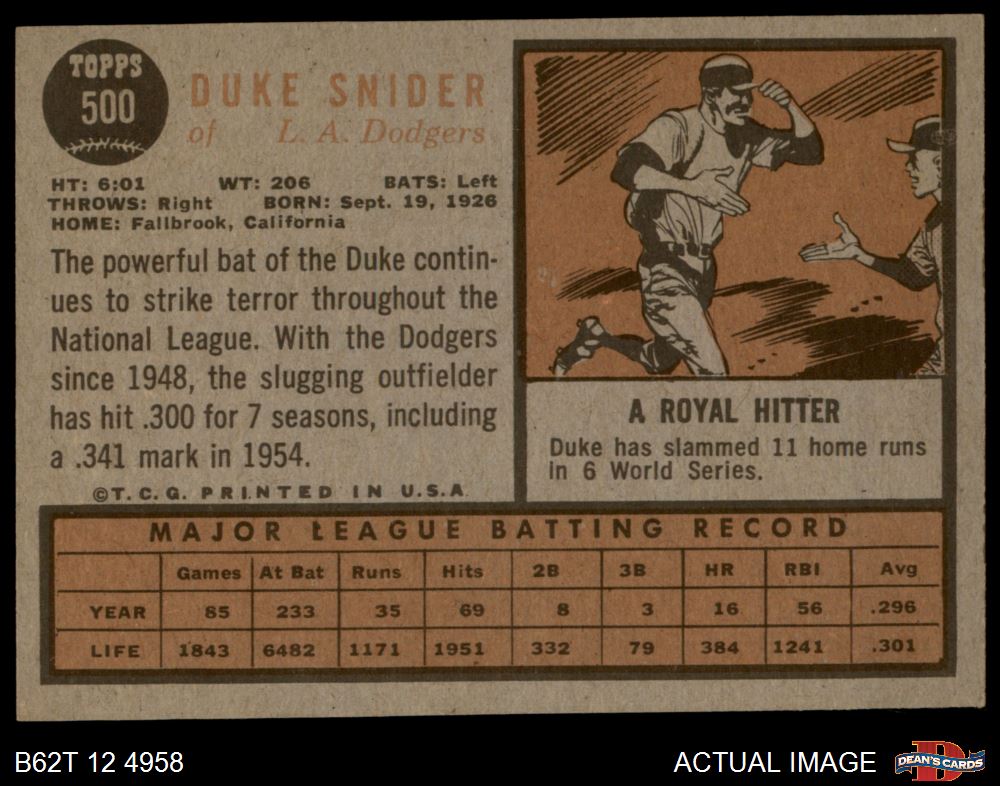 TOPPS
500
DUKE SNIDER
of L. A. Dodgers
HT: 6:01 WT: 206 BATS: Left
THROWS: Right BORN: Sept. 19, 1926
HOME: Fallbrook, California
The powerful bat of the Duke contin-
ues to strike terror throughout the
National League. With the Dodgers
since 1948, the slugging outfielder
has hit .300 for 7 seasons, including
a .341 mark in 1954.
©T. C. G. PRINTED IN U.S.A.
A ROYAL HITTER
Duke has slammed 11 home runs
in 6 World Series.
MAJOR LEAGUE BATTING RECORD
Games At Bat Runs Hits 2B 3B HR RBI Avg
YEAR 85 233 35 69 8 3 16 56 .296
LIFE 1843 6482 1171 1951 332 79 384 1241 .301
B62T 12 4958 ACTUAL IMAGE
D
DEAN'S CARDS